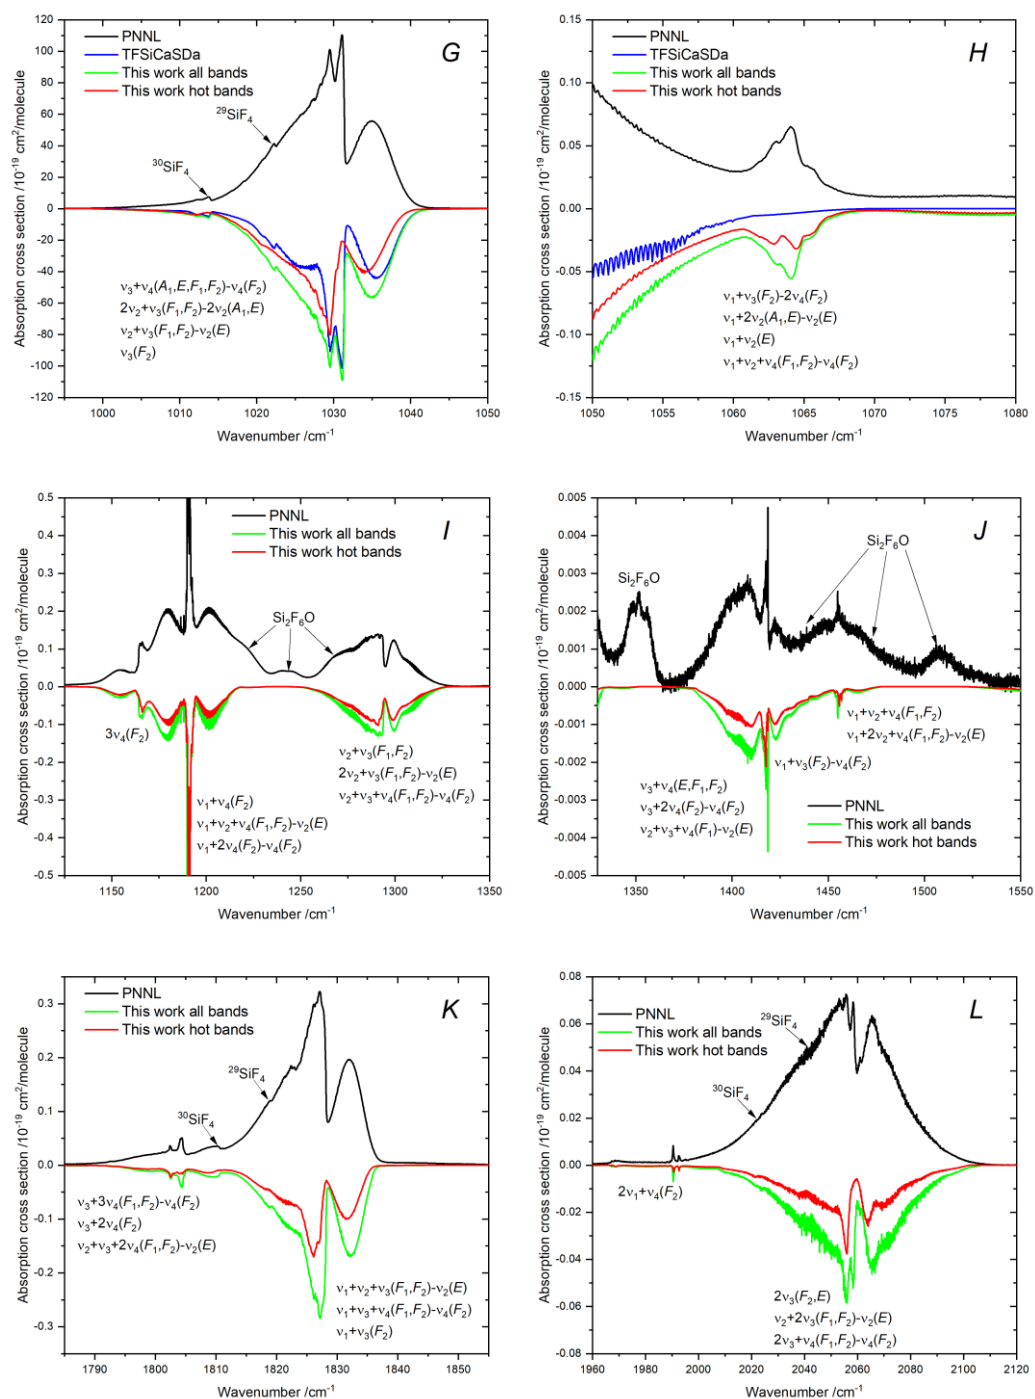 G
PNNL
TFSiCaSDa
This work all bands
This work hot bands
29SiF4
30SiF4
ν3+ν4(A1,E,F1,F2)-ν4(F2)
2ν2+ν3(F1,F2)-2ν2(A1,E)
ν2+ν3(F1,F2)-ν2(E)
ν3(F2)
Absorption cross section /10-19 cm2/molecule
120
100
80
60
40
20
0
-20
-40
-60
-80
-100
-120
1000 1010 1020 1030 1040 1050
Wavenumber /cm-1
H
PNNL
TFSiCaSDa
This work all bands
This work hot bands
ν1+ν3(F2)-2ν4(F2)
ν1+2ν2(A1,E)-ν2(E)
ν1+ν2(E)
ν1+ν2+ν4(F1,F2)-ν4(F2)
Absorption cross section /10-19 cm2/molecule
0.15
0.10
0.05
0.00
-0.05
-0.10
-0.15
1050 1055 1060 1065 1070 1075 1080
Wavenumber /cm-1
I
PNNL
This work all bands
This work hot bands
Si2F6O
3ν4(F2)
ν1+ν4(F2)
ν1+ν2+ν4(F1,F2)-ν2(E)
ν1+2ν4(F2)-ν4(F2)
ν2+ν3(F1,F2)
2ν2+ν3(F1,F2)-ν2(E)
ν2+ν3+ν4(F1,F2)-ν4(F2)
Absorption cross section /10-19 cm2/molecule
0.5
0.4
0.3
0.2
0.1
0.0
-0.1
-0.2
-0.3
-0.4
-0.5
1150 1200 1250 1300 1350
Wavenumber /cm-1
J
Si2F6O
Si2F6O
ν1+ν2+ν4(F1,F2)
ν1+2ν2+ν4(F1,F2)-ν2(E)
ν1+ν3(F2)-ν4(F2)
ν3+ν4(E,F1,F2)
ν3+2ν4(F2)-ν4(F2)
ν2+ν3+ν4(F1)-ν2(E)
PNNL
This work all bands
This work hot bands
Absorption cross section /10-19 cm2/molecule
0.005
0.004
0.003
0.002
0.001
0.000
-0.001
-0.002
-0.003
-0.004
-0.005
1350 1400 1450 1500 1550
Wavenumber /cm-1
K
PNNL
This work all bands
This work hot bands
29SiF4
30SiF4
ν3+3ν4(F1,F2)-ν4(F2)
ν3+2ν4(F2)
ν2+ν3+2ν4(F1,F2)-ν2(E)
ν1+ν2+ν3(F1,F2)-ν2(E)
ν1+ν3+ν4(F1,F2)-ν4(F2)
ν1+ν3(F2)
Absorption cross section /10-19 cm2/molecule
0.3
0.2
0.1
0.0
-0.1
-0.2
-0.3
1790 1800 1810 1820 1830 1840 1850
Wavenumber /cm-1
L
PNNL
This work all bands
This work hot bands
29SiF4
30SiF4
2ν1+ν4(F2)
2ν3(F2,E)
ν2+2ν3(F1,F2)-ν2(E)
2ν3+ν4(F1,F2)-ν4(F2)
Absorption cross section /10-19 cm2/molecule
0.08
0.06
0.04
0.02
0.00
-0.02
-0.04
-0.06
-0.08
1960 1980 2000 2020 2040 2060 2080 2100 2120
Wavenumber /cm-1